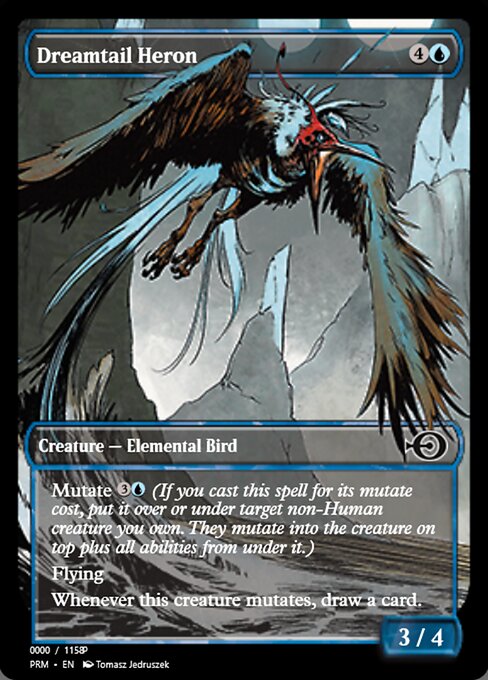 Dreamtail Heron 4
Creature — Elemental Bird
Mutate 3 (If you cast this spell for its mutate
cost, put it over or under target non-Human
creature you own. They mutate into the creature on
top plus all abilities from under it.)
Flying
Whenever this creature mutates, draw a card.
3/4
0000 / 1158P
PRM • EN Tomasz Jedruszek